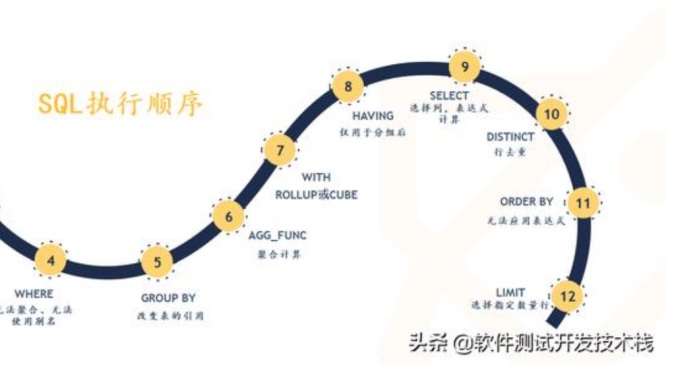 SQL执行顺序
4
WHERE
无法聚合、无法
使用别名
5
GROUP BY
改变表的引用
6
AGG_FUNC
聚合计算
7
WITH
ROLLUP或CUBE
8
HAVING
仅用于分组后
9
SELECT
选择列，表达式
计算
10
DISTINCT
行去重
11
ORDER BY
无法应用表达式
12
LIMIT
选择指定数量行
头条 @软件测试开发技术栈